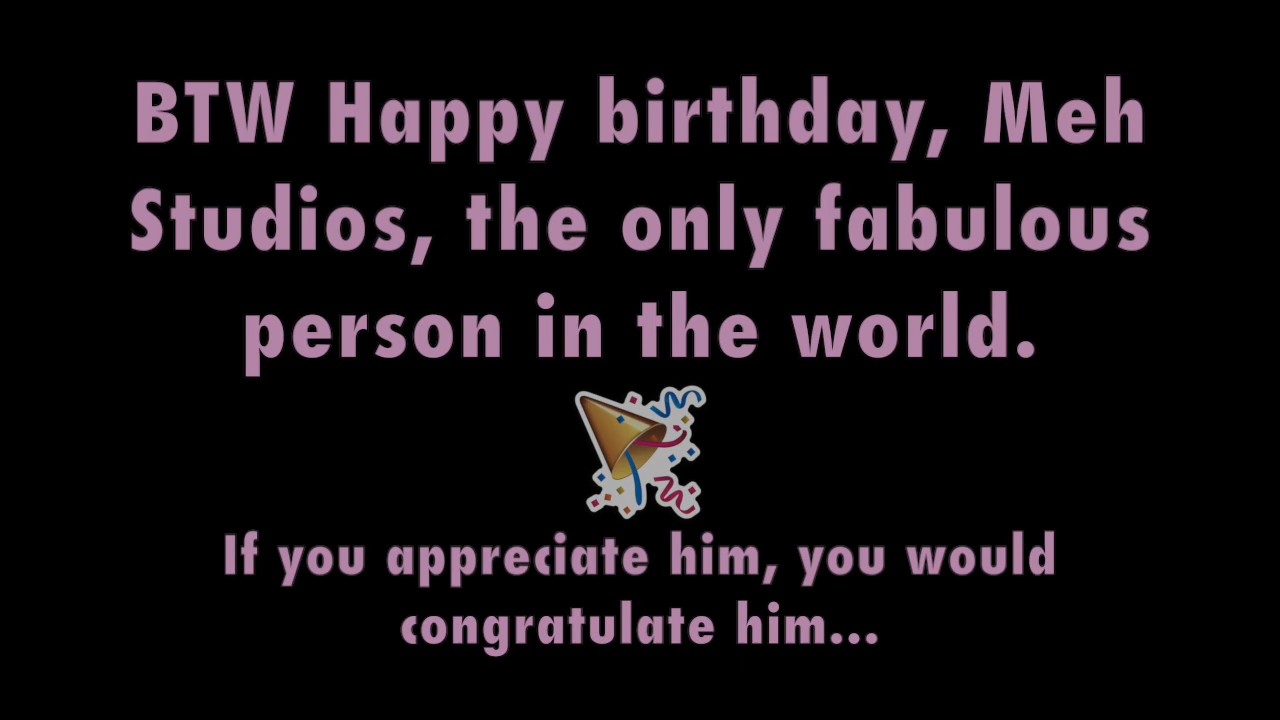 BTW Happy birthday, Meh
Studios, the only fabulous
person in the world.
If you appreciate him, you would
congratulate him...